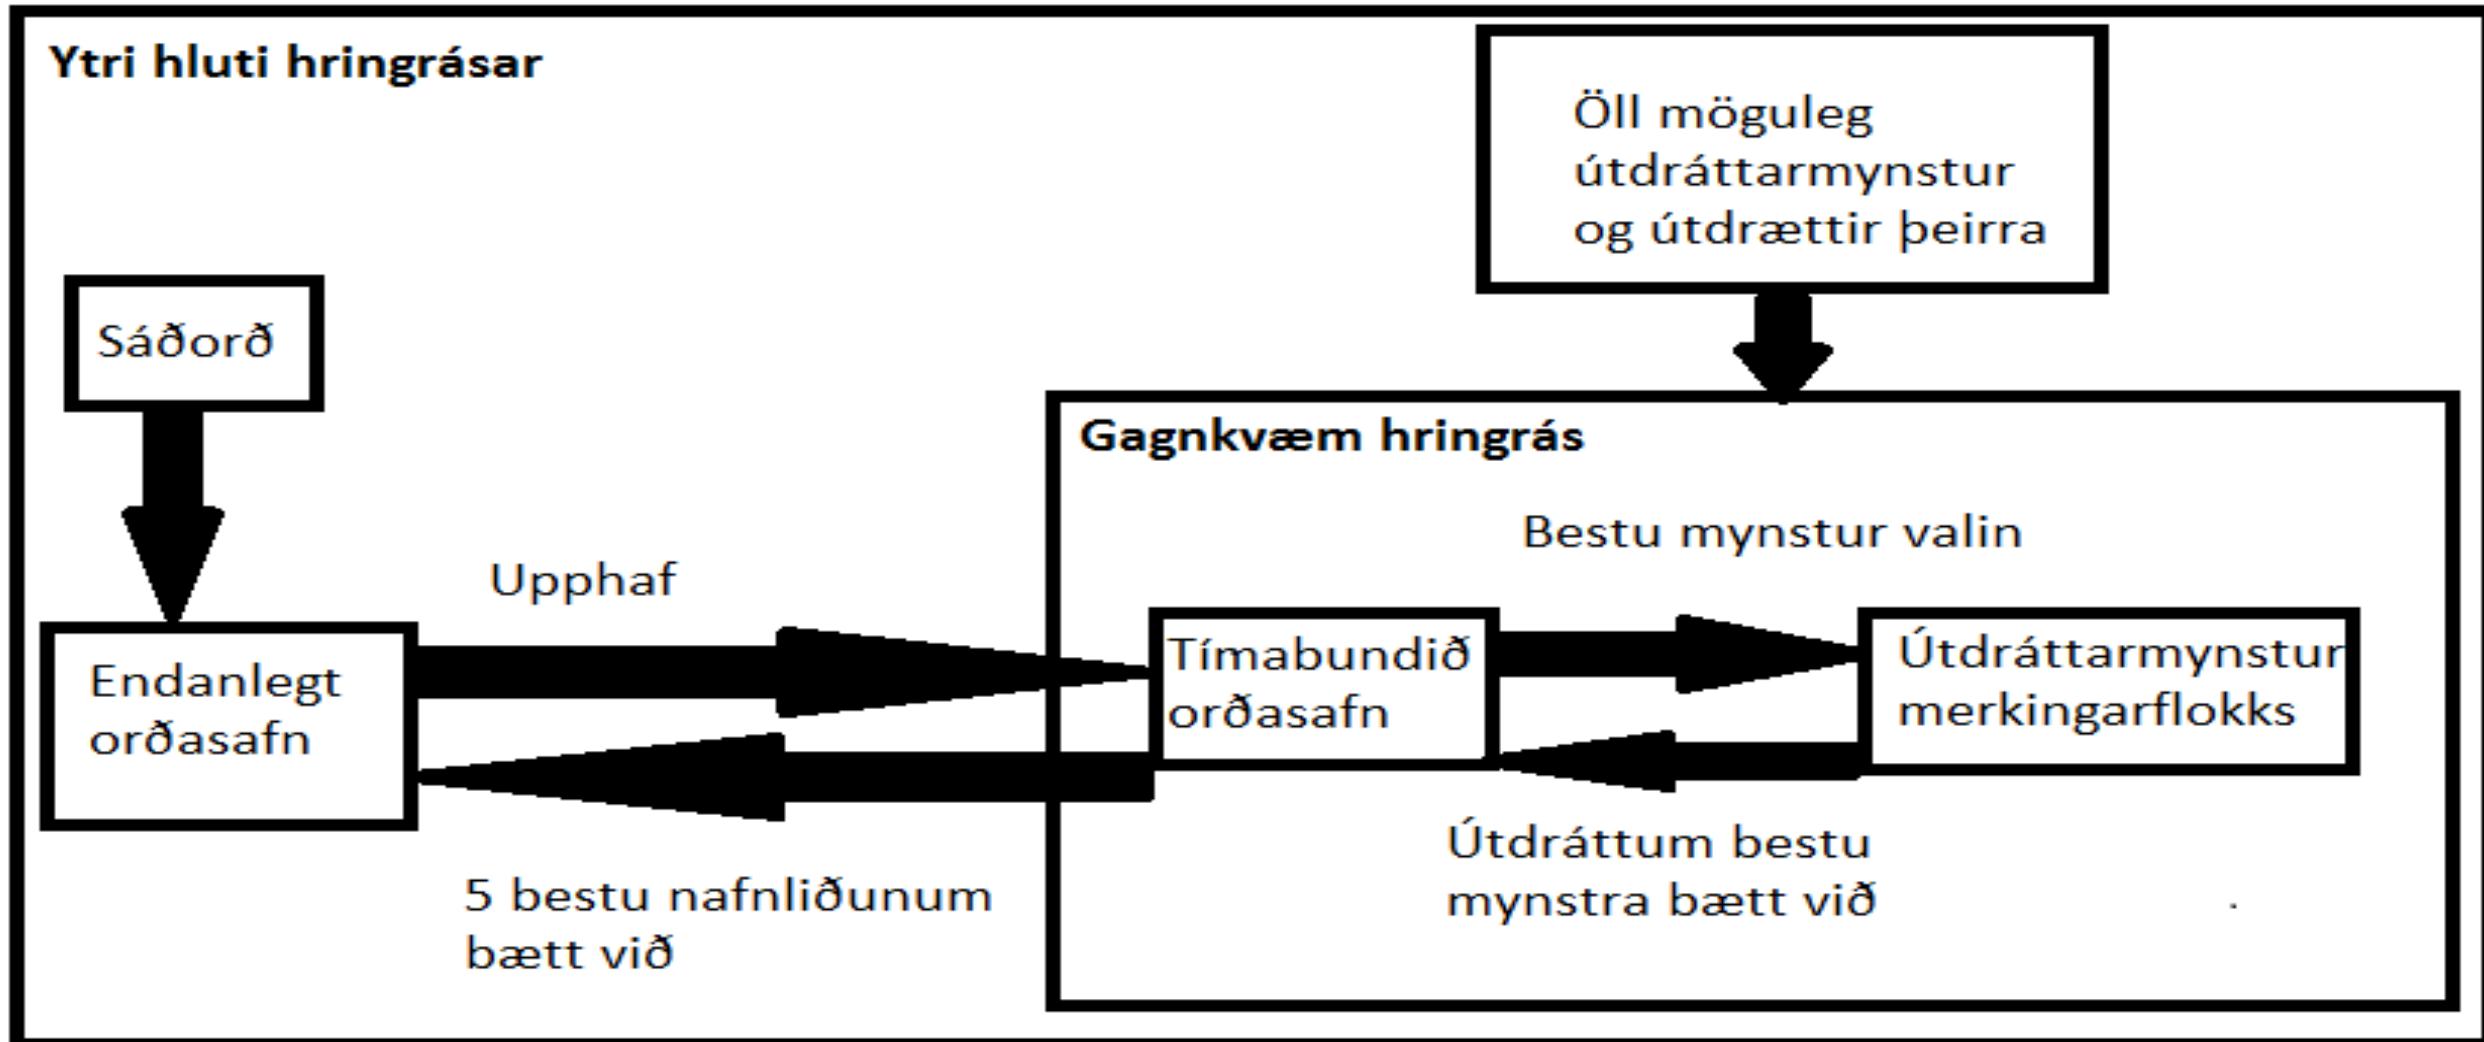 Ytri hluti hringrásar
Öll möguleg
útdráttarmynstur
og útdrættir þeirra
Sáðorð
Gagnkvæm hringrás
Bestu mynstur valin
Upphaf
Endanlegt
orðasafn
Tímabundið
orðasafn
Útdráttarmynstur
merkingarflokks
5 bestu nafnliðunum
bætt við
Útdráttum bestu
mynstra bætt við